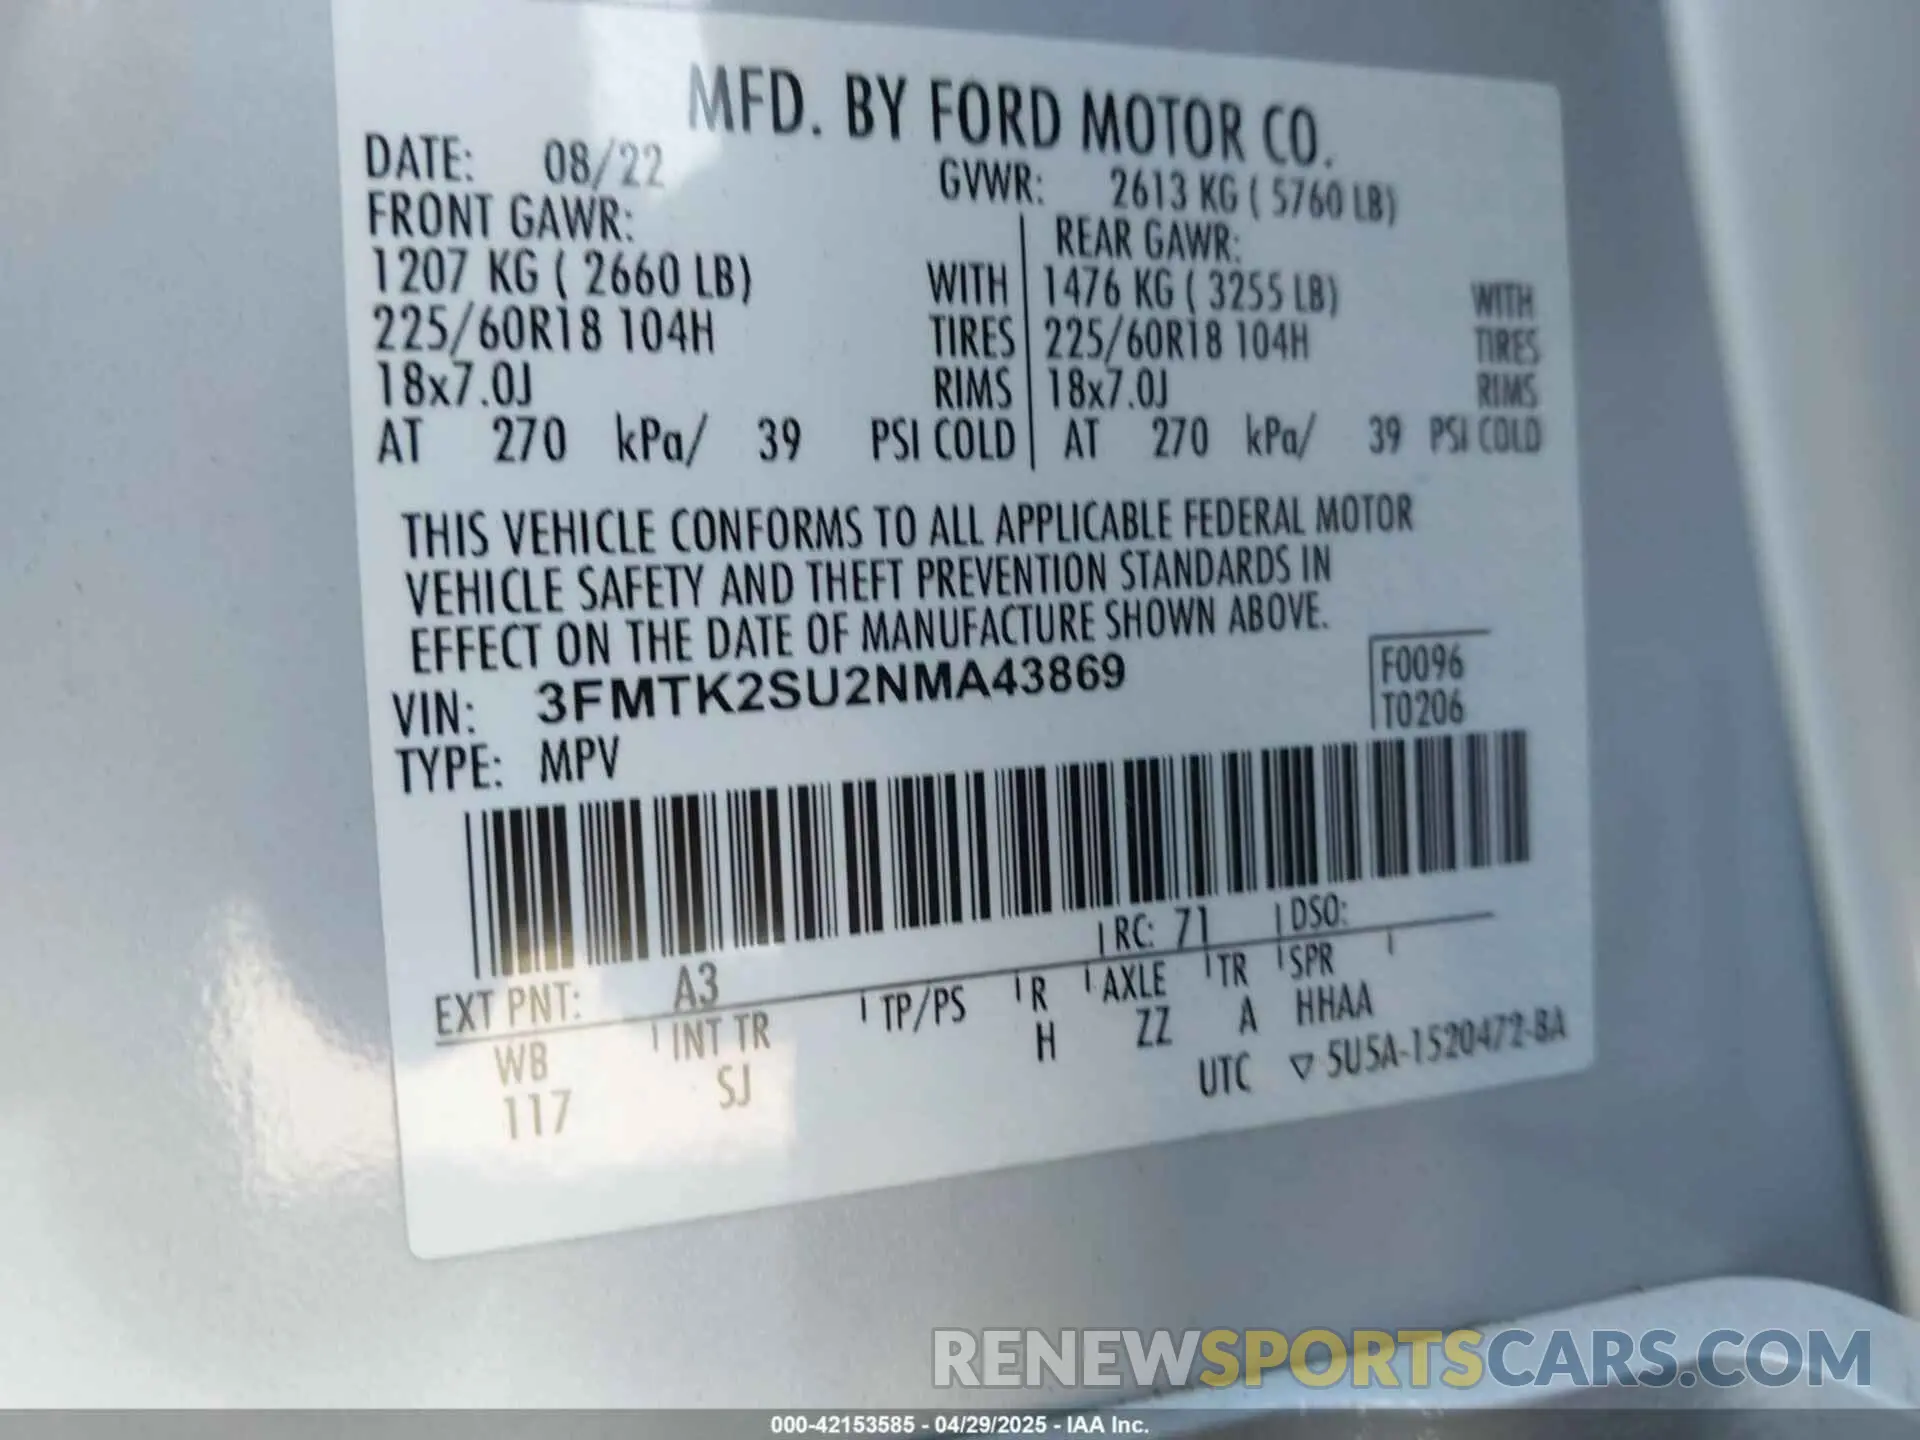 MFD. BY FORD MOTOR CO.
DATE: 08/22 GVWR: 2613 KG ( 5760 LB)
FRONT GAWR: REAR GAWR:
1207 KG ( 2660 LB) WITH 1476 KG ( 3255 LB) WITH
225/60R18 104H TIRES 225/60R18 104H TIRES
18x7.0J RIMS 18x7.0J RIMS
AT 270 kPa/ 39 PSI COLD AT 270 kPa/ 39 PSI COLD
THIS VEHICLE CONFORMS TO ALL APPLICABLE FEDERAL MOTOR
VEHICLE SAFETY AND THEFT PREVENTION STANDARDS IN
EFFECT ON THE DATE OF MANUFACTURE SHOWN ABOVE.
VIN: 3FMTK2SU2NMA43869 F0096
TYPE: MPV T0206
EXT PNT: A3 RC: 71 DSO:
WB INT TR TP/PS R AXLE TR SPR
117 SJ H ZZ A HHAA
UTC ▽ 5U5A-1520472-BA
RENEWSPORTSCARS.COM
000-42153585 - 04/29/2025 - IAA Inc.